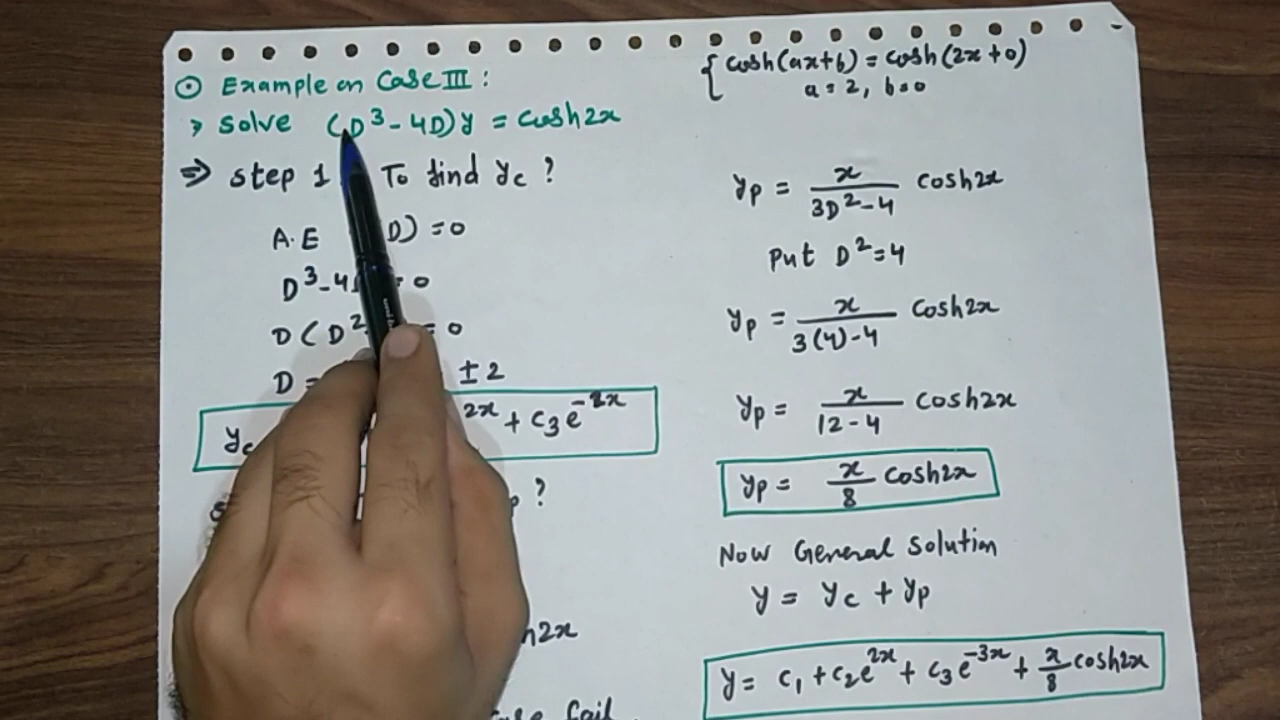 ⊙ Example on Case III :
> Solve (D³ - 4D)y = Cosh2x
⇒ Step 1 To find yc ?
A.E D) = 0
D³ - 4 = 0
D ( D² = 0
D = ± 2
yc 2x + c₃e^-2x
?
h2x
Case fail
{ cosh(ax+b) = cosh(2x+0)
a = 2, b = 0
yp = x/(3D² - 4) cosh2x
Put D² = 4
yp = x/(3(4) - 4) Cosh2x
yp = x/(12 - 4) cosh2x
yp = x/8 cosh2x
Now General Solution
y = yc + yp
y = c₁ + c₂e^2x + c₃e^-3x + x/8 cosh2x